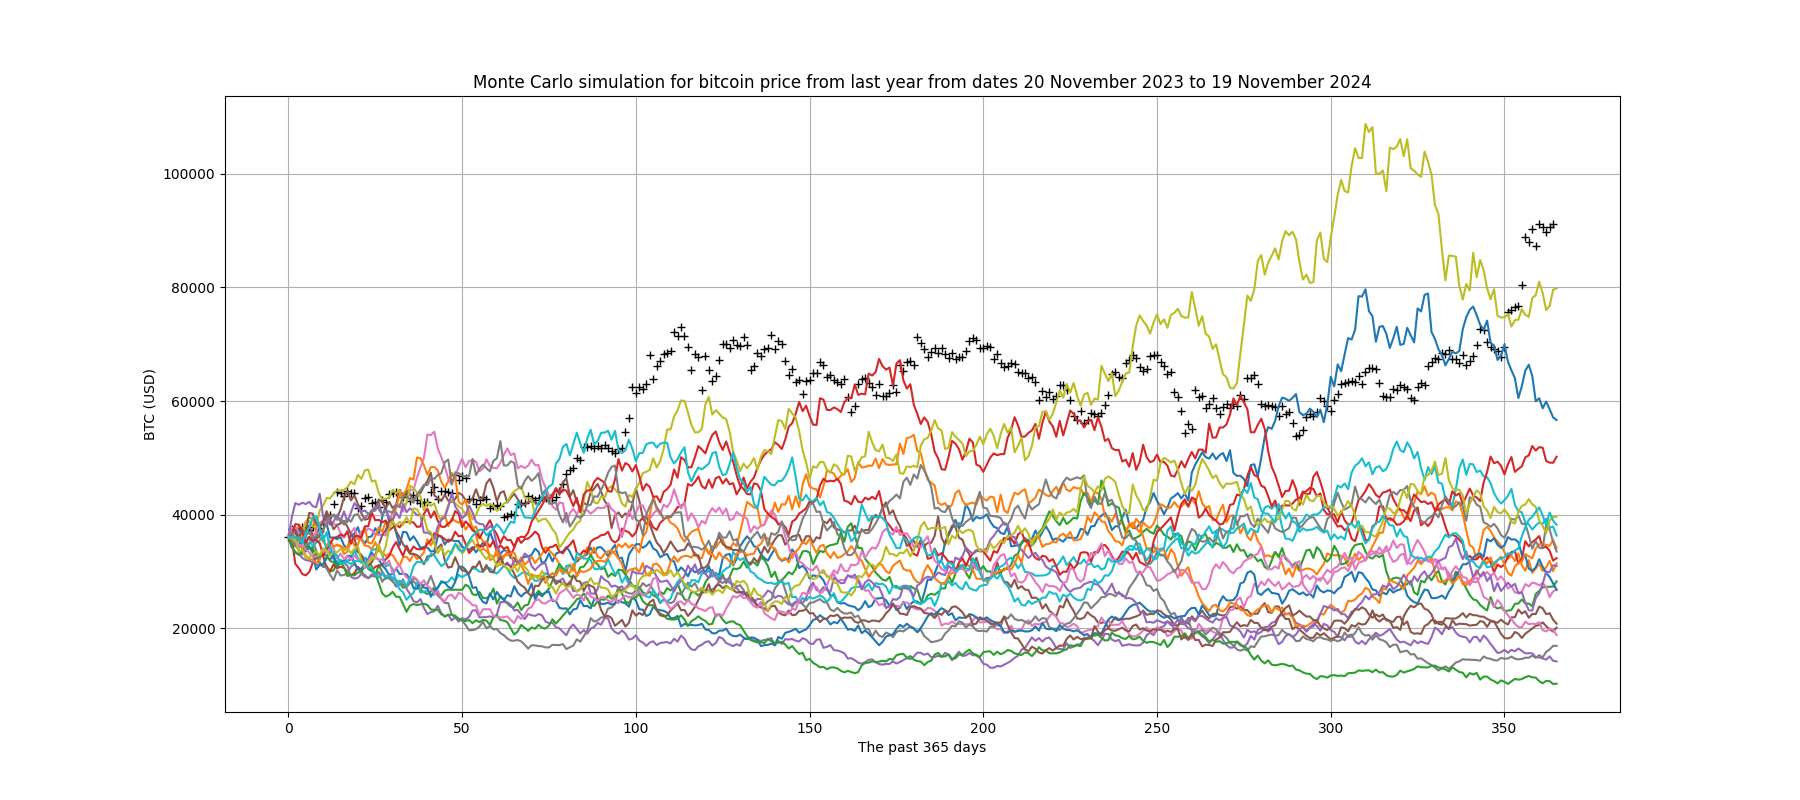 Monte Carlo simulation for bitcoin price from last year from dates 20 November 2023 to 19 November 2024
BTC (USD)
100000
80000
60000
40000
20000
0 50 100 150 200 250 300 350
The past 365 days